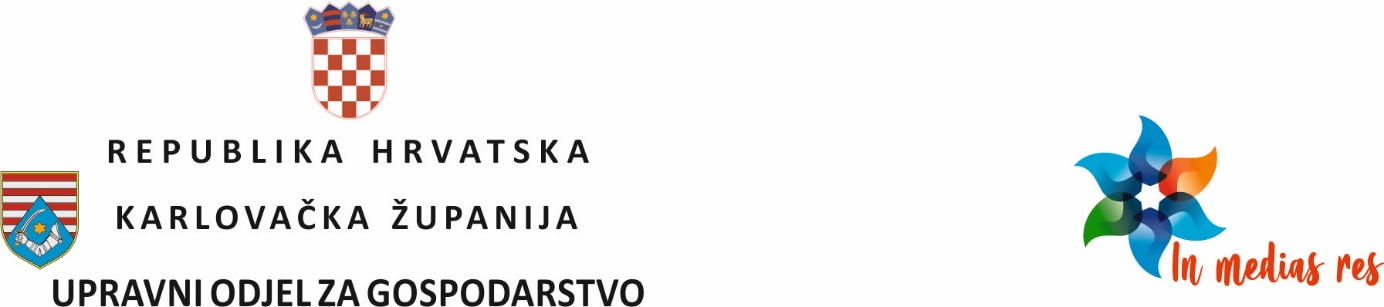 REPUBLIKA HRVATSKA
KARLOVAČKA ŽUPANIJA
UPRAVNI ODJEL ZA GOSPODARSTVO
In medias res